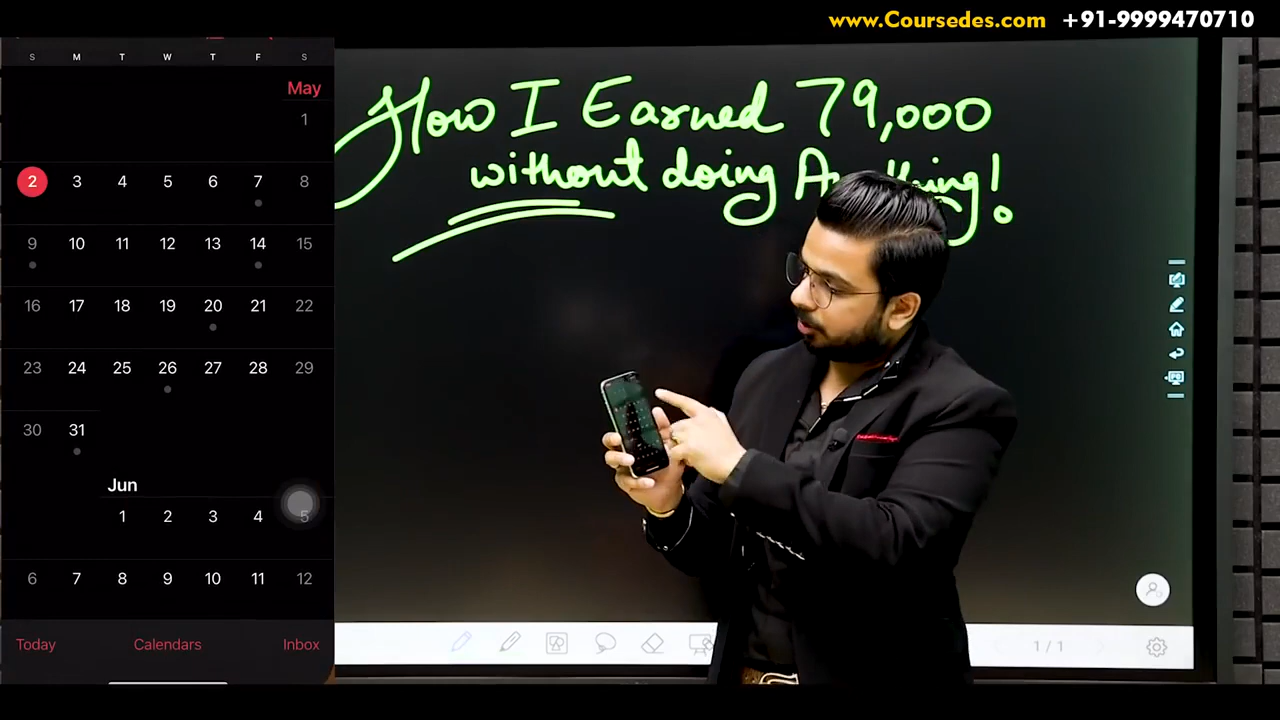 www.Coursedes.com +91-9999470710
S M T W T F S
May
1
2 3 4 5 6 7 8
9 10 11 12 13 14 15
16 17 18 19 20 21 22
23 24 25 26 27 28 29
30 31
Jun
1 2 3 4 5
6 7 8 9 10 11 12
Today Calendars Inbox
How I Earned 79,000
without doing
1 / 1